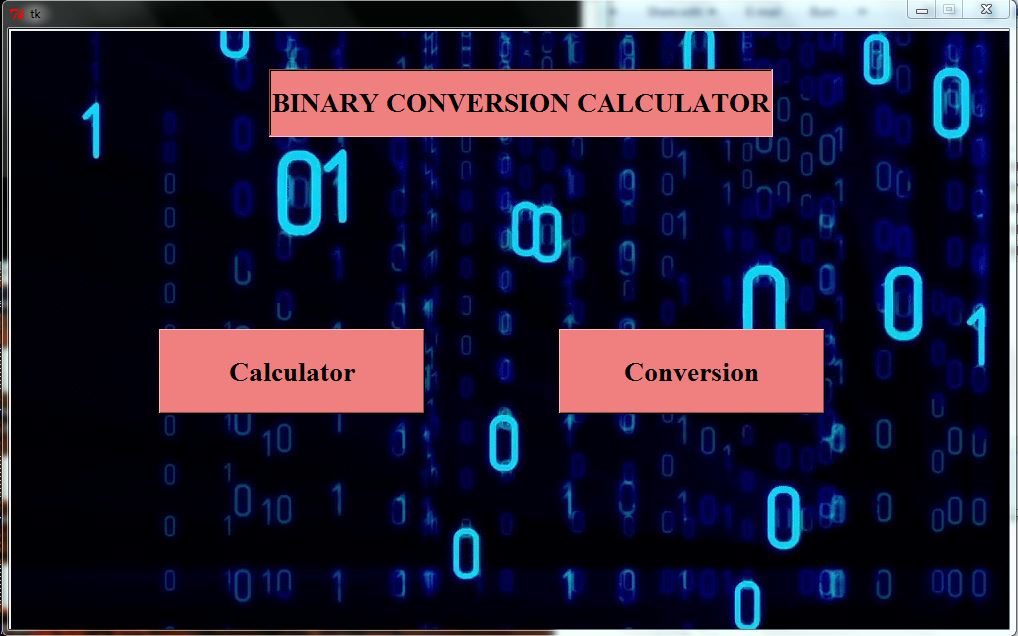 tk
BINARY CONVERSION CALCULATOR
Calculator
Conversion